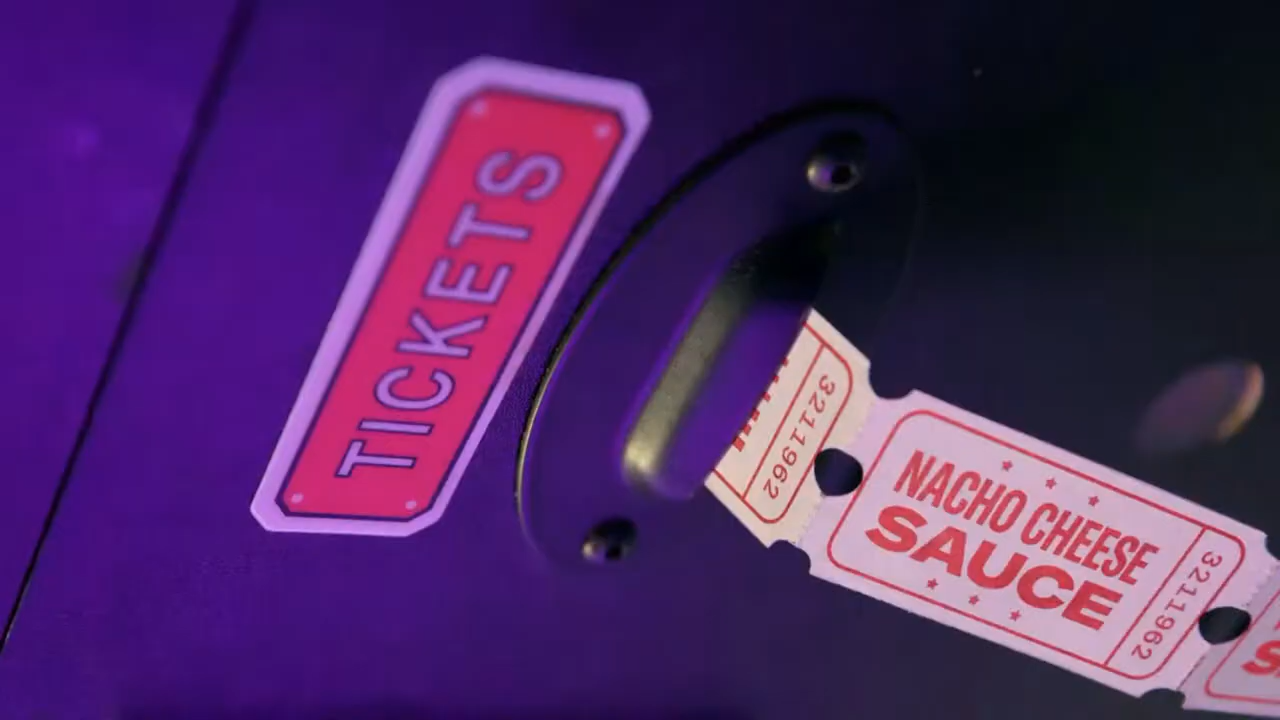 TICKETS
3211962
NACHO CHEESE
SAUCE
3211962